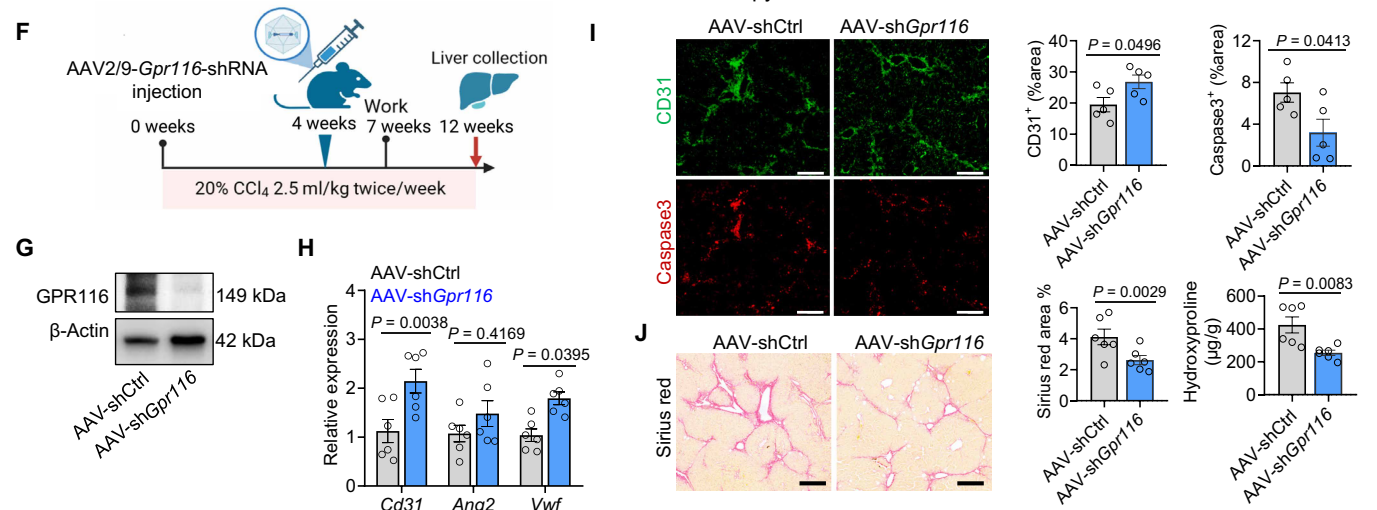 F
AAV2/9-Gpr116-shRNA
injection
Liver collection
Work
0 weeks
4 weeks
7 weeks
12 weeks
20% CCl₄ 2.5 ml/kg twice/week
G
GPR116
149 kDa
β-Actin
42 kDa
AAV-shCtrl
AAV-shGpr116
H
AAV-shCtrl
AAV-shGpr116
Relative expression
4
3
2
1
0
P = 0.0038
P = 0.4169
P = 0.0395
Cd31
Ang2
Vwf
I
AAV-shCtrl
AAV-shGpr116
CD31
Caspase3
CD31⁺ (%area)
40
30
20
10
0
P = 0.0496
AAV-shCtrl
AAV-shGpr116
Caspase3⁺ (%area)
12
8
4
0
P = 0.0413
AAV-shCtrl
AAV-shGpr116
J
AAV-shCtrl
AAV-shGpr116
Sirius red
Sirius red area %
6
4
2
0
P = 0.0029
AAV-shCtrl
AAV-shGpr116
Hydroxyproline
(μg/g)
600
400
200
0
P = 0.0083
AAV-shCtrl
AAV-shGpr116